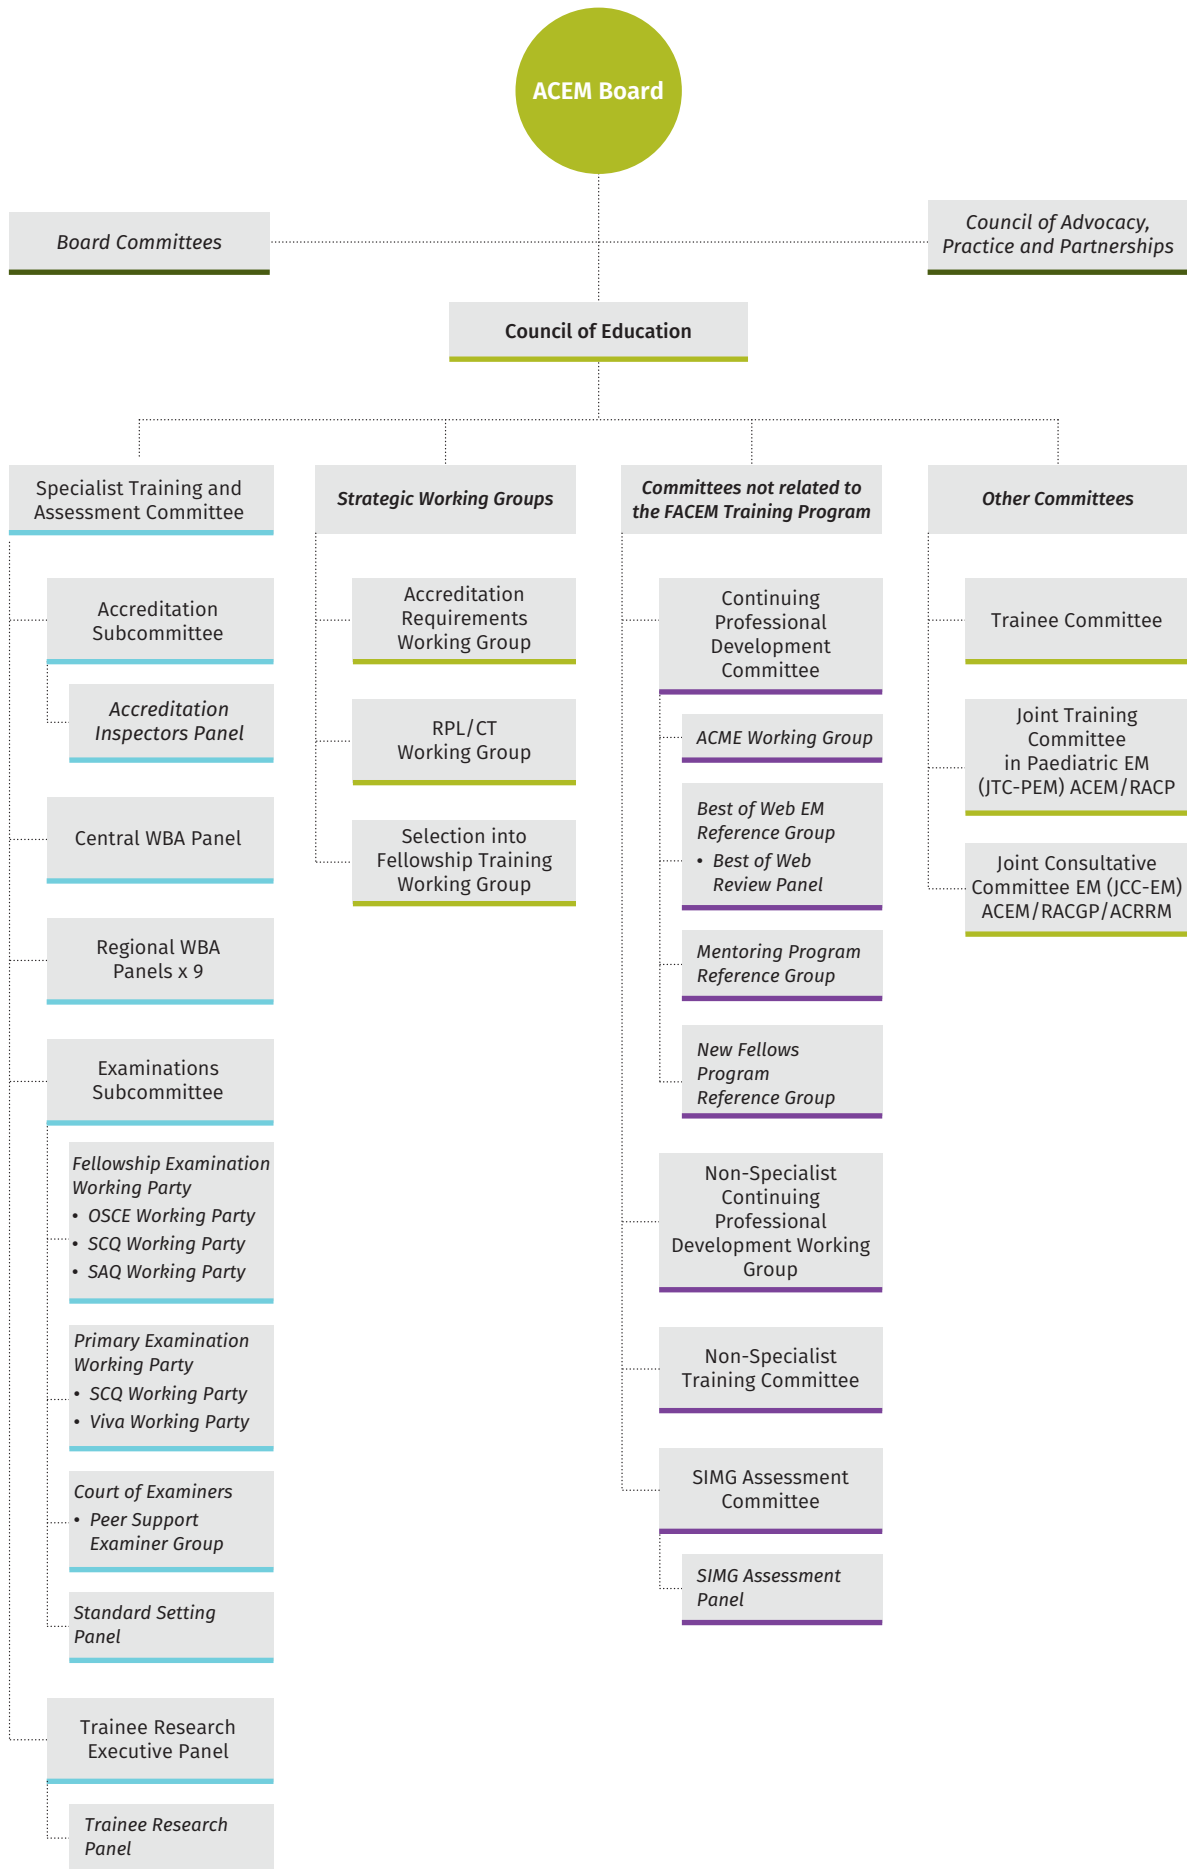 ACEM Board
Board Committees
Council of Advocacy,
Practice and Partnerships
Council of Education
Specialist Training and
Assessment Committee
Accreditation
Subcommittee
Accreditation
Inspectors Panel
Central WBA Panel
Regional WBA
Panels x 9
Examinations
Subcommittee
Fellowship Examination
Working Party
• OSCE Working Party
• SCQ Working Party
• SAQ Working Party
Primary Examination
Working Party
• SCQ Working Party
• Viva Working Party
Court of Examiners
• Peer Support
Examiner Group
Standard Setting
Panel
Trainee Research
Executive Panel
Trainee Research
Panel
Strategic Working Groups
Accreditation
Requirements
Working Group
RPL/CT
Working Group
Selection into
Fellowship Training
Working Group
Committees not related to
the FACEM Training Program
Continuing
Professional
Development
Committee
ACME Working Group
Best of Web EM
Reference Group
• Best of Web
Review Panel
Mentoring Program
Reference Group
New Fellows
Program
Reference Group
Non-Specialist
Continuing
Professional
Development Working
Group
Non-Specialist
Training Committee
SIMG Assessment
Committee
SIMG Assessment
Panel
Other Committees
Trainee Committee
Joint Training
Committee
in Paediatric EM
(JTC-PEM) ACEM/RACP
Joint Consultative
Committee EM (JCC-EM)
ACEM/RACGP/ACRRM